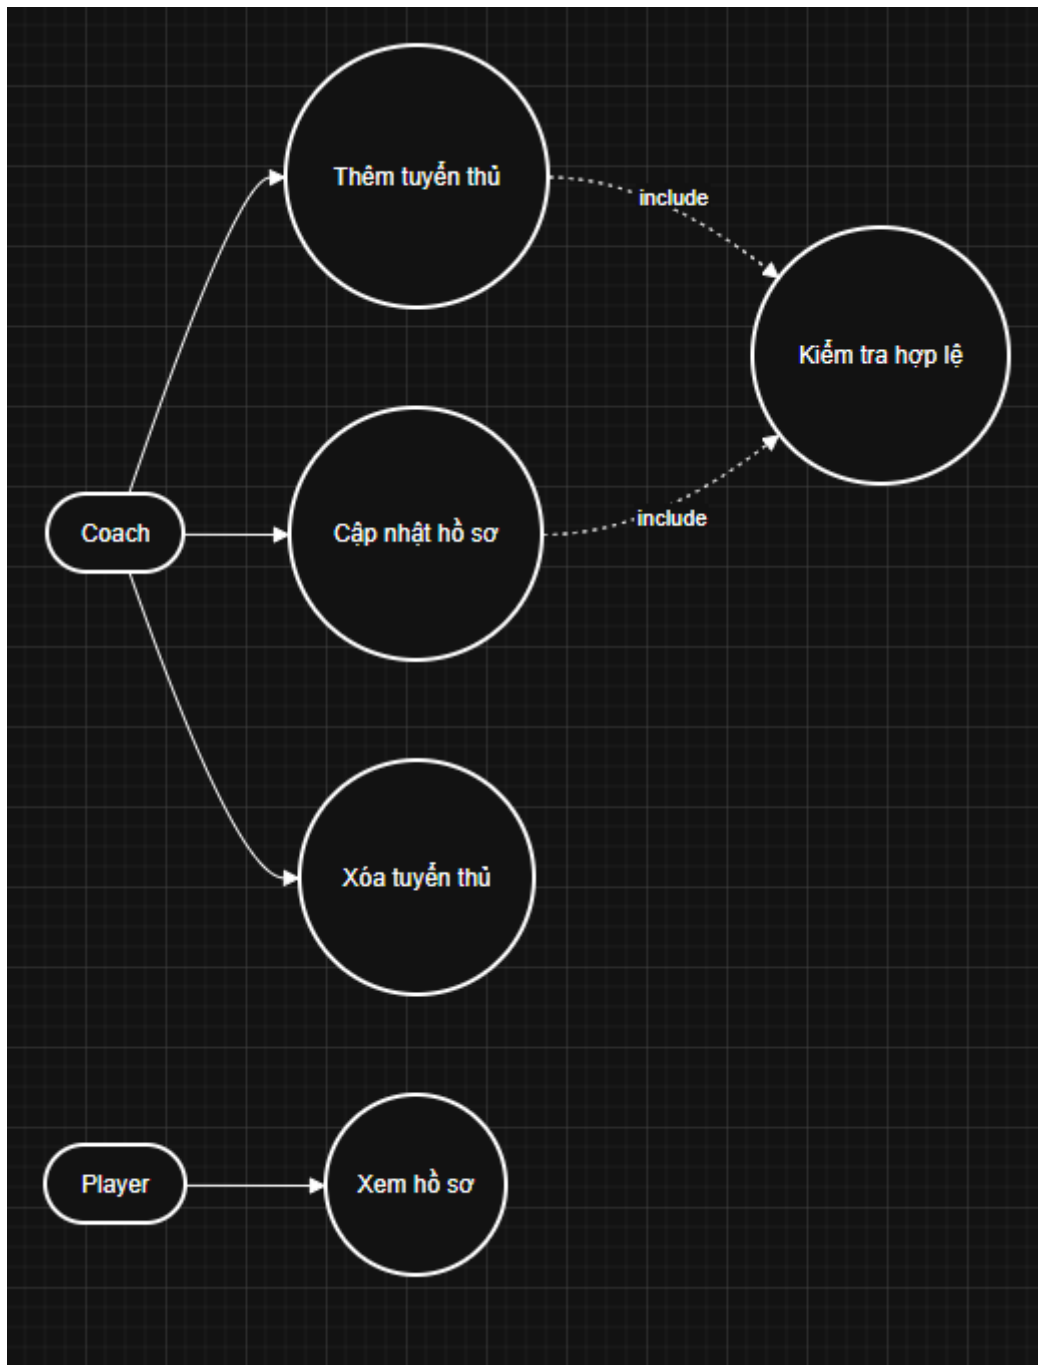 Thêm tuyển thủ
include
Kiểm tra hợp lệ
Coach
Cập nhật hồ sơ
include
Xóa tuyển thủ
Player
Xem hồ sơ